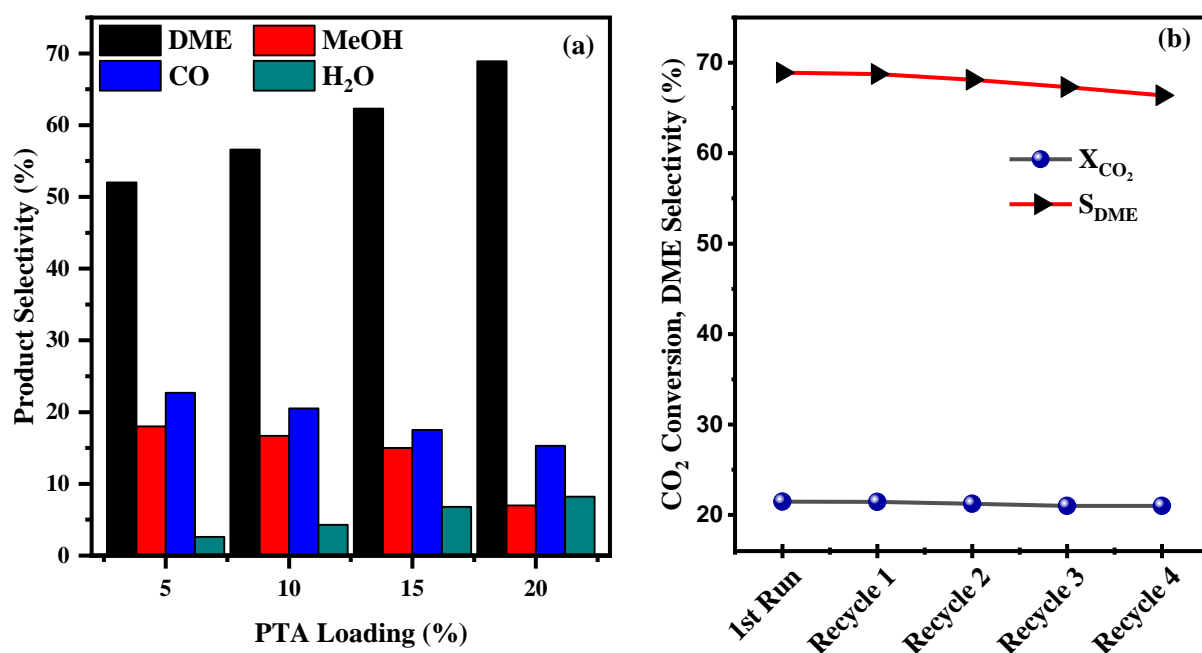 (a)
DME MeOH
CO H₂O
Product Selectivity (%)
70
60
50
40
30
20
10
0
5 10 15 20
PTA Loading (%)
(b)
CO₂ Conversion, DME Selectivity (%)
70
60
50
40
30
20
X_CO₂
S_DME
1st Run Recycle 1 Recycle 2 Recycle 3 Recycle 4